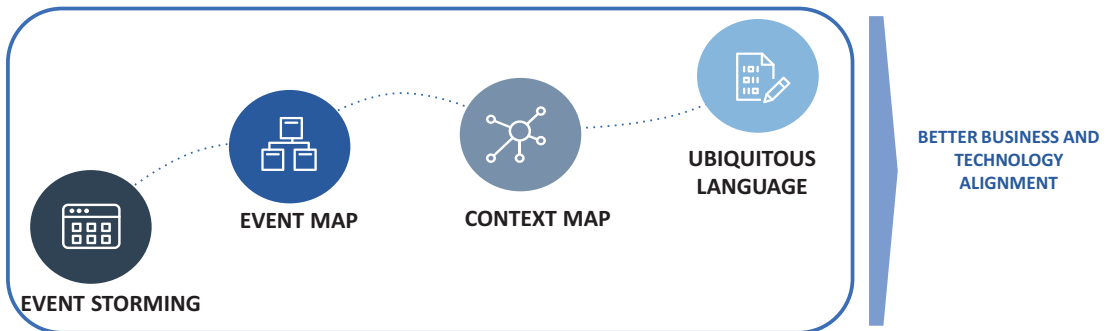 EVENT STORMING
EVENT MAP
CONTEXT MAP
UBIQUITOUS
LANGUAGE
BETTER BUSINESS AND
TECHNOLOGY
ALIGNMENT